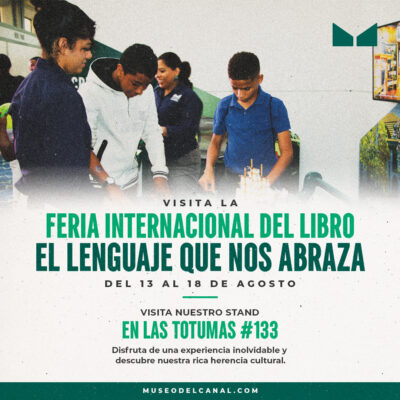 VISITA LA
FERIA INTERNACIONAL DEL LIBRO
EL LENGUAJE QUE NOS ABRAZA
DEL 13 AL 18 DE AGOSTO
VISITA NUESTRO STAND
EN LAS TOTUMAS #133
Disfruta de una experiencia inolvidable y
descubre nuestra rica herencia cultural.
MUSEODELCANAL.COM